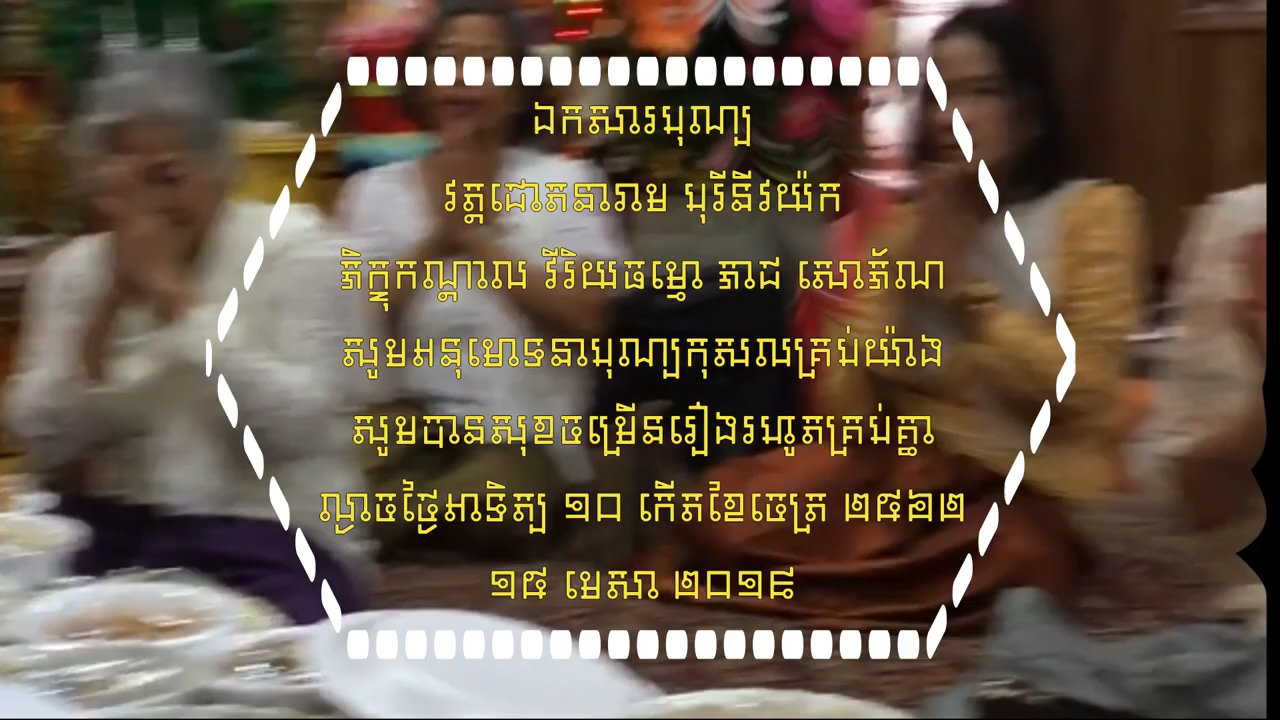 ឯកសារបុណ្យ
វត្តជោតនារាម បុរីនីវយ៉ក
ភិក្ខុកណ្ដាល វីរិយធម្មោ ភាជ សោភ័ណ
សូមអនុមោទនាបុណ្យកុសលគ្រប់យ៉ាង
សូមបានសុខចម្រើនរឿងរហូតគ្រប់គ្នា
ល្ងាចថ្ងៃអាទិត្យ ១០ កើតខែចេត្រ ២៥៦២
១៥ មេសា ២០១៩